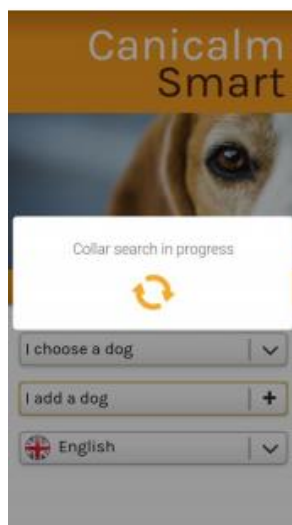 Canicalm
Smart
Collar search in progress
I choose a dog
I add a dog
English